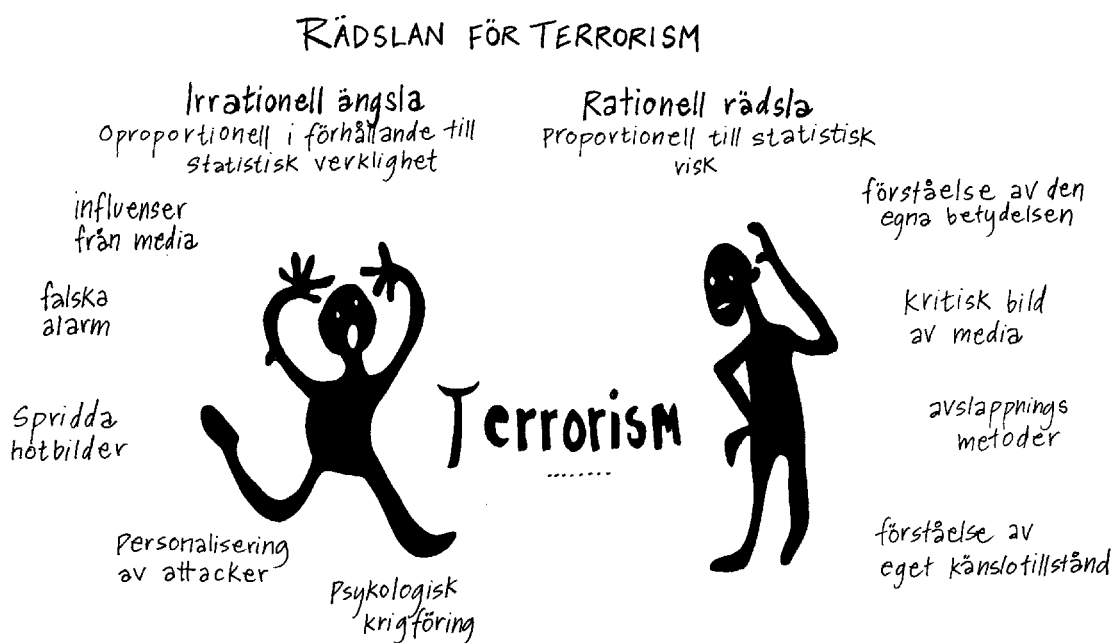 RÄDSLAN FÖR TERRORISM
Irrationell ängsla
Oproportionell i förhållande till
statistisk verklighet
Rationell rädsla
Proportionell till statistisk
risk
influenser
från media
falska
alarm
Spridda
hotbilder
Personalisering
av attacker
Psykologisk
krigföring
Terrorism
förståelse av den
egna betydelsen
Kritisk bild
av media
avslappnings
metoder
förståelse av
eget känslotillstånd